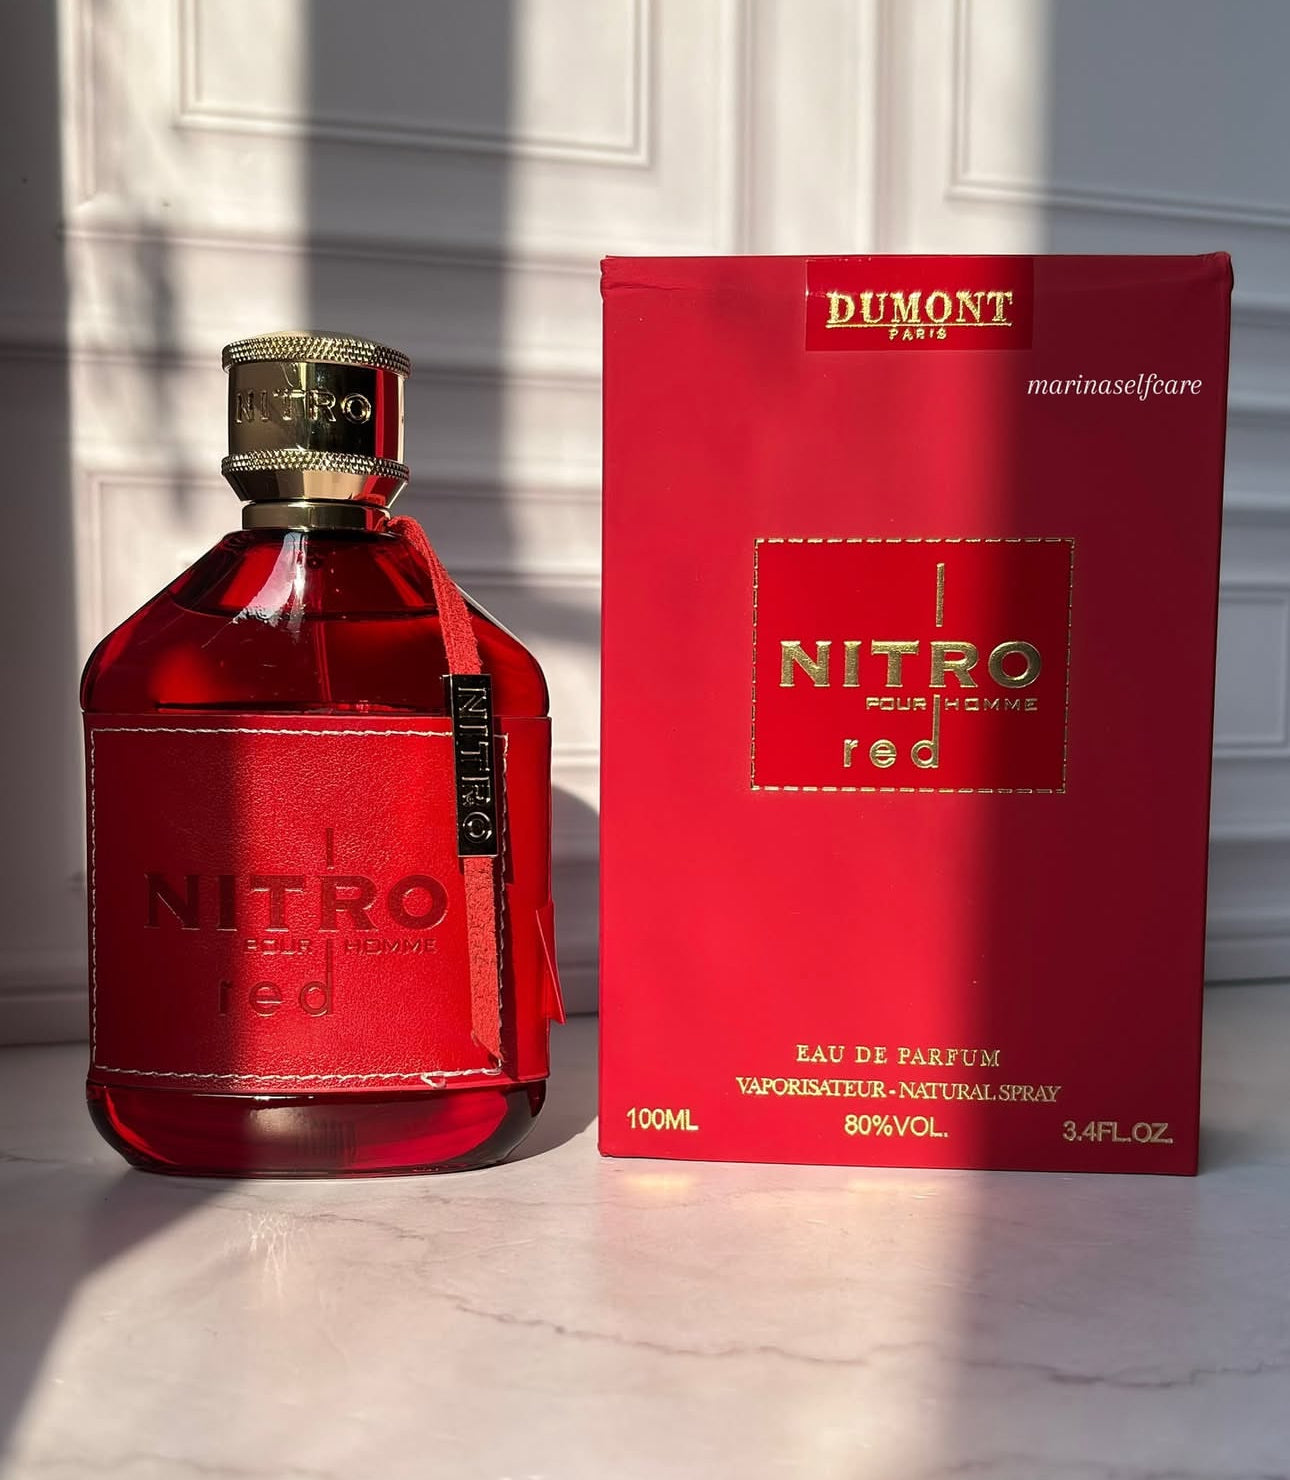 NITRO
NITRO
NITRO
POUR HOMME
red
DUMONT
PARIS
marinaselfcare
NITRO
POUR HOMME
red
EAU DE PARFUM
VAPORISATEUR - NATURAL SPRAY
100ML 80%VOL. 3.4FL.OZ.